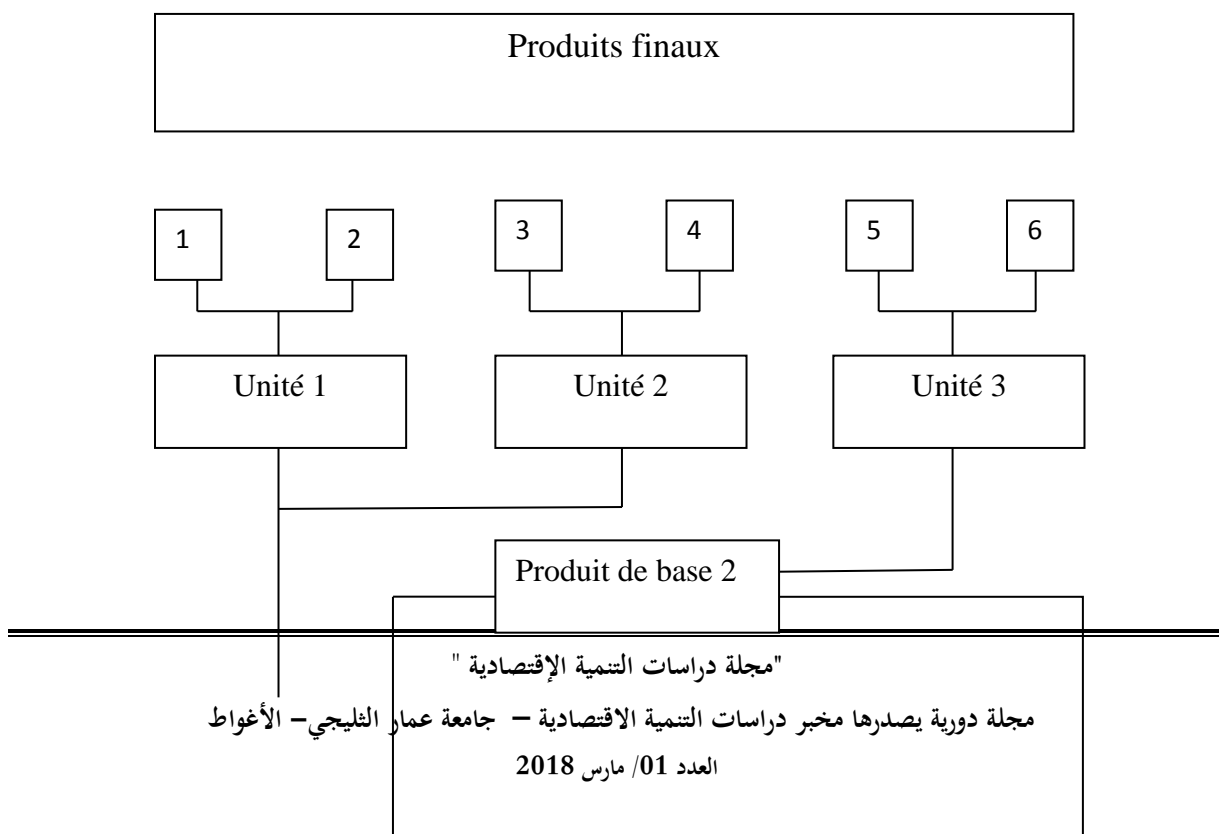 Produits finaux
1 2 3 4 5 6
Unité 1 Unité 2 Unité 3
Produit de base 2
"مجلة دراسات التنمية الإقتصادية "
مجلة دورية يصدرها مخبر دراسات التنمية الاقتصادية – جامعة عمار الثليجي– الأغواط
العدد 01/ مارس 2018